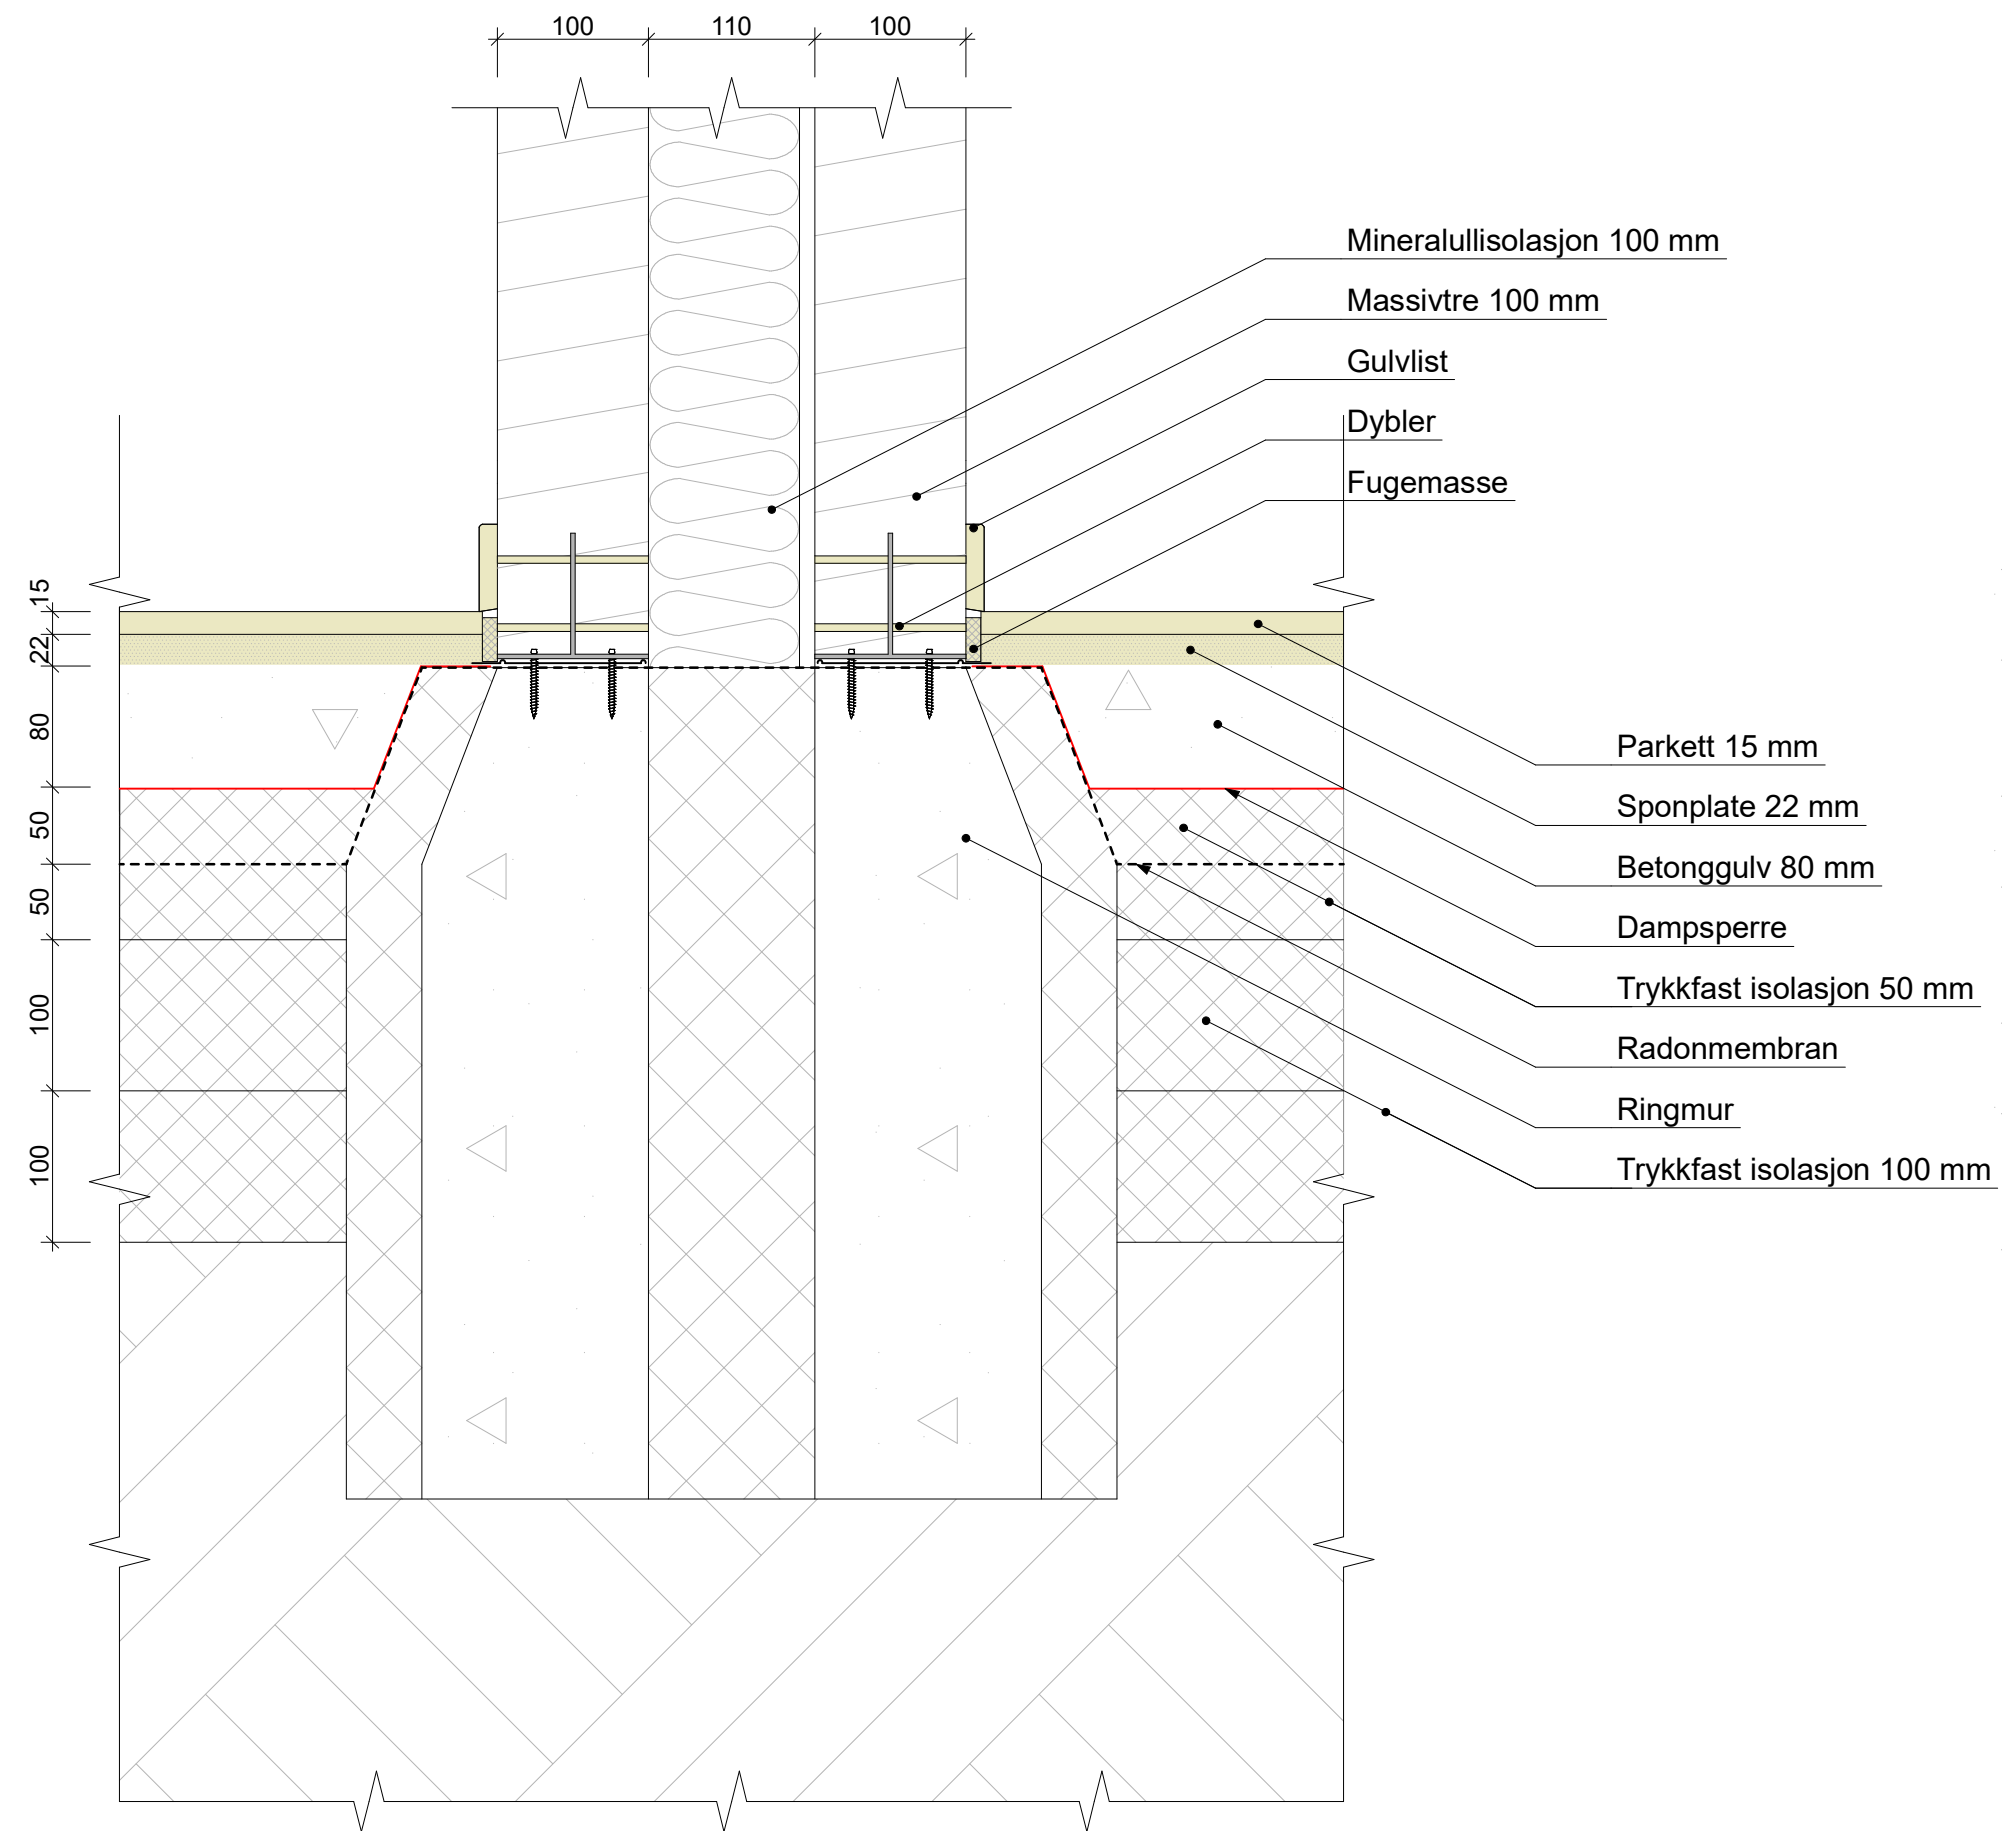 100 110 100
Mineralullisolasjon 100 mm
Massivtre 100 mm
Gulvlist
Dybler
Fugemasse
15
22
80
50
50
100
100
Parkett 15 mm
Sponplate 22 mm
Betonggulv 80 mm
Dampsperre
Trykkfast isolasjon 50 mm
Radonmembran
Ringmur
Trykkfast isolasjon 100 mm